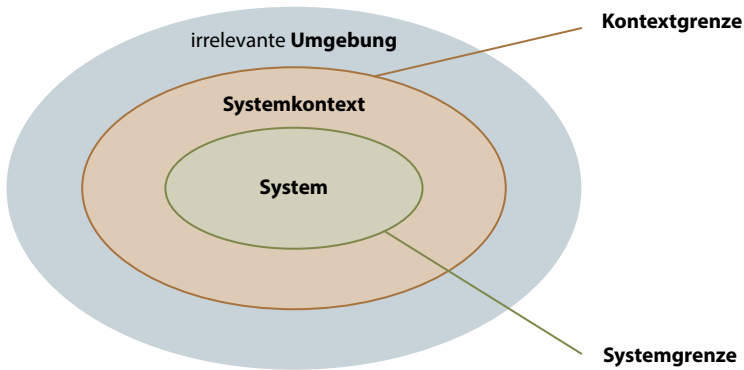 Kontextgrenze
irrelevante Umgebung
Systemkontext
System
Systemgrenze